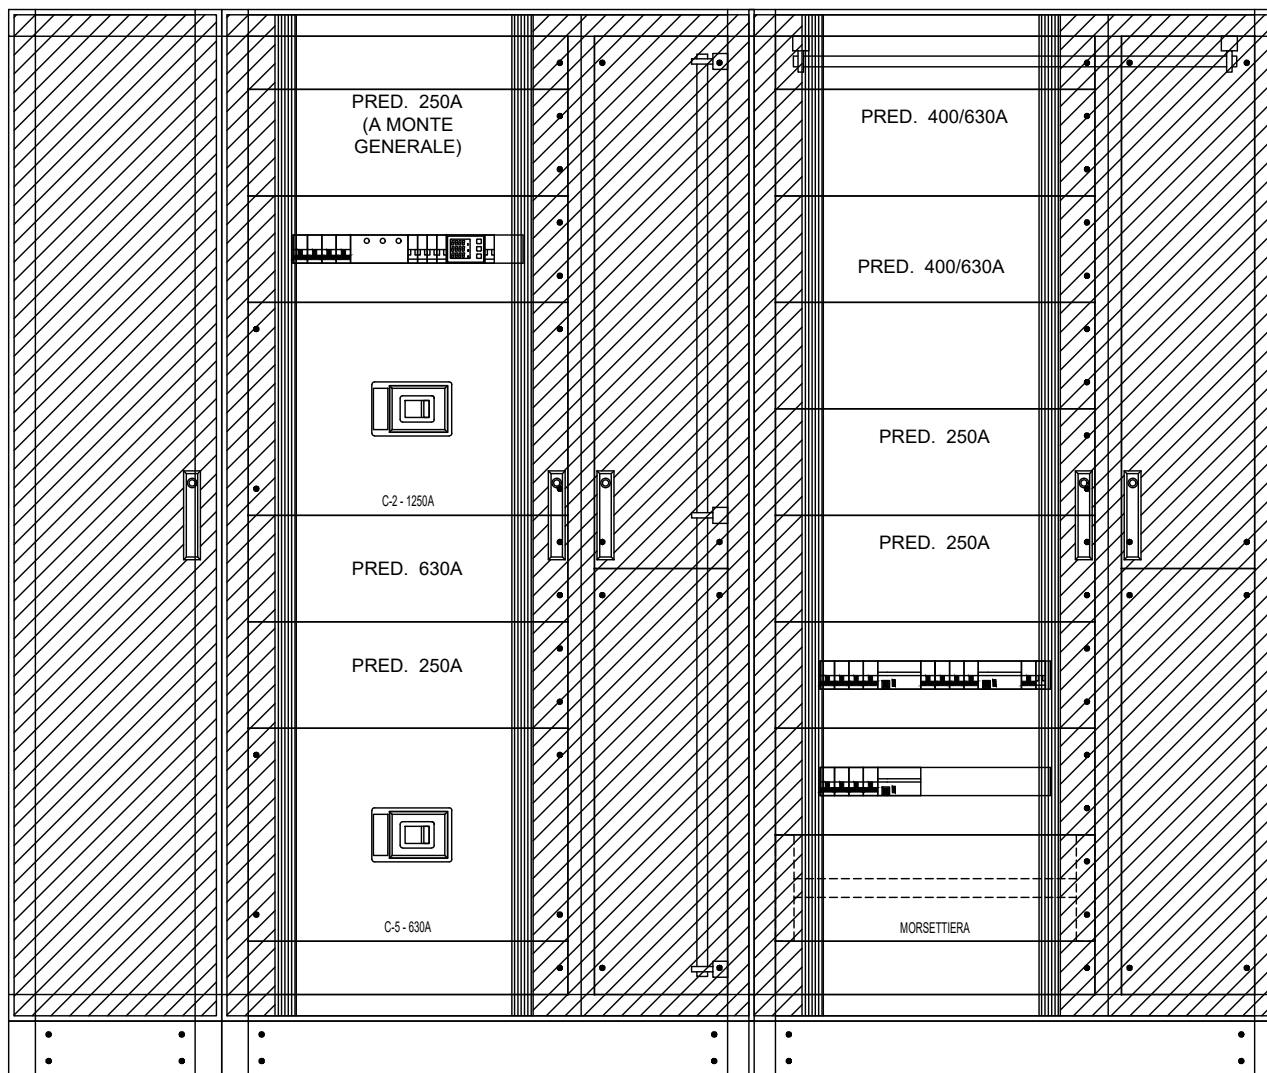 PRED. 250A
(A MONTE
GENERALE)
C-2 - 1250A
PRED. 630A
PRED. 250A
C-5 - 630A
PRED. 400/630A
PRED. 400/630A
PRED. 250A
PRED. 250A
MORSETTIERA